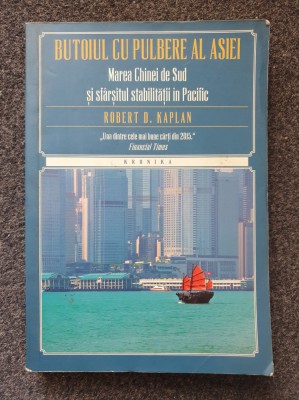 BUTOIUL CU PULBERE AL ASIEI
Marea Chinei de Sud
și sfârșitul stabilității în Pacific
ROBERT D. KAPLAN
„Una dintre cele mai bune cărți din 2015.”
Financial Times
KRONIKA